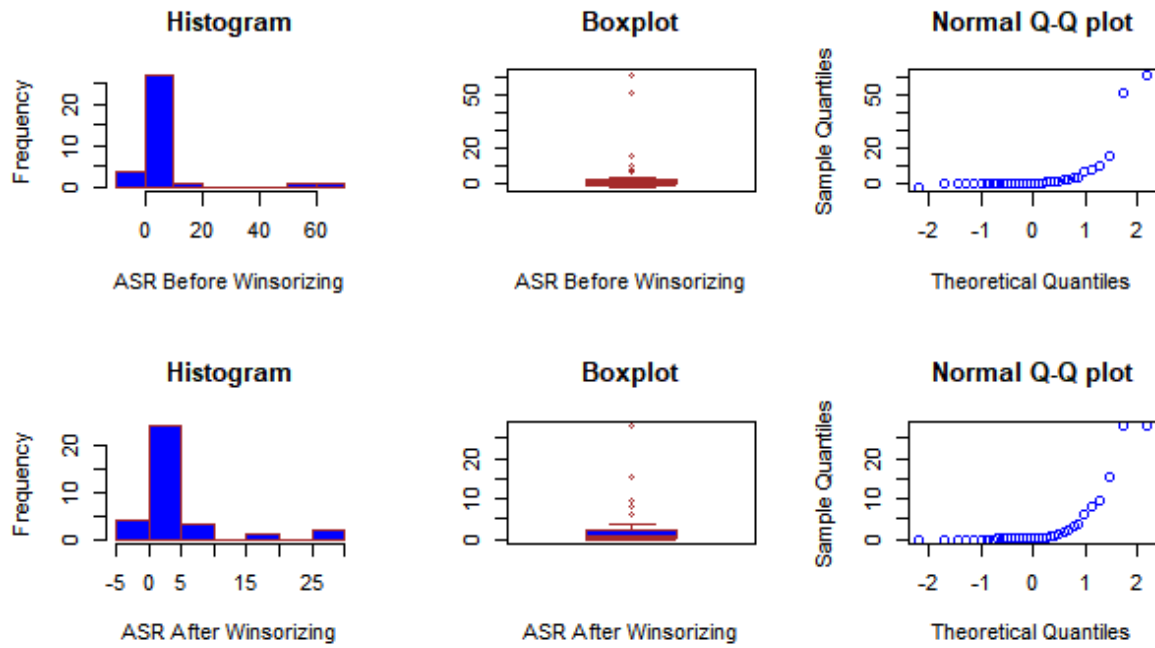 Histogram
Frequency
0 10 20
0 20 40 60
ASR Before Winsorizing
Boxplot
0 20 50
ASR Before Winsorizing
Normal Q-Q plot
Sample Quantiles
0 20 50
-2 -1 0 1 2
Theoretical Quantiles
Histogram
Frequency
0 10 20
-5 0 5 15 25
ASR After Winsorizing
Boxplot
0 10 20
ASR After Winsorizing
Normal Q-Q plot
Sample Quantiles
0 10 20
-2 -1 0 1 2
Theoretical Quantiles